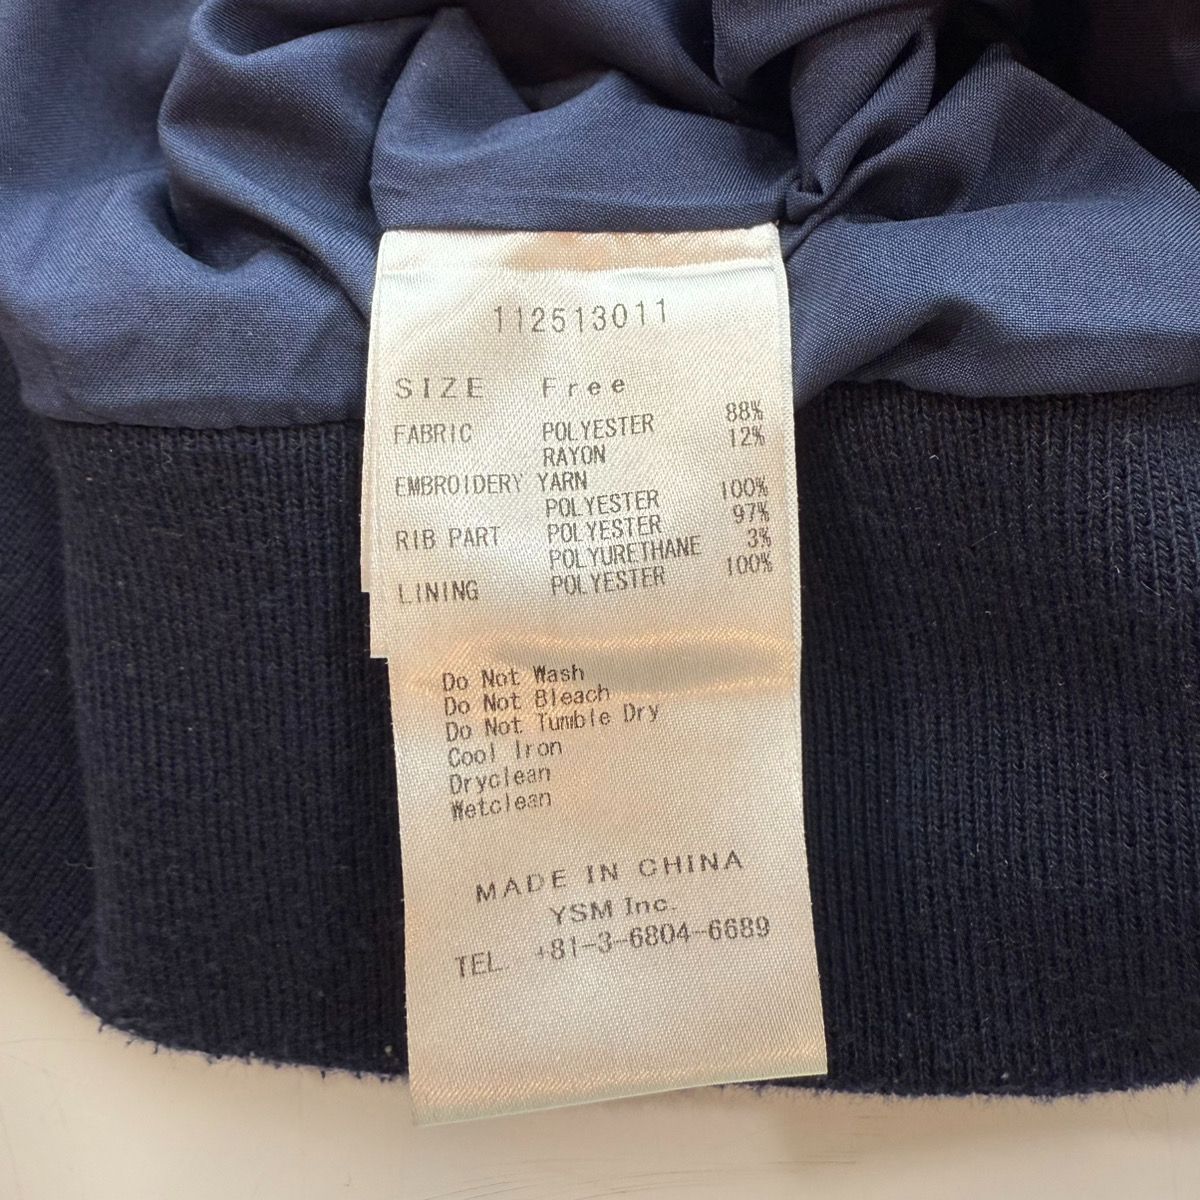 112513011
SIZE Free
FABRIC POLYESTER 88%
RAYON 12%
EMBROIDERY YARN
POLYESTER 100%
RIB PART POLYESTER 97%
POLYURETHANE 3%
LINING POLYESTER 100%
Do Not Wash
Do Not Bleach
Do Not Tumble Dry
Cool Iron
Dryclean
Wetclean
MADE IN CHINA
YSM Inc.
TEL. +81-3-6804-6689